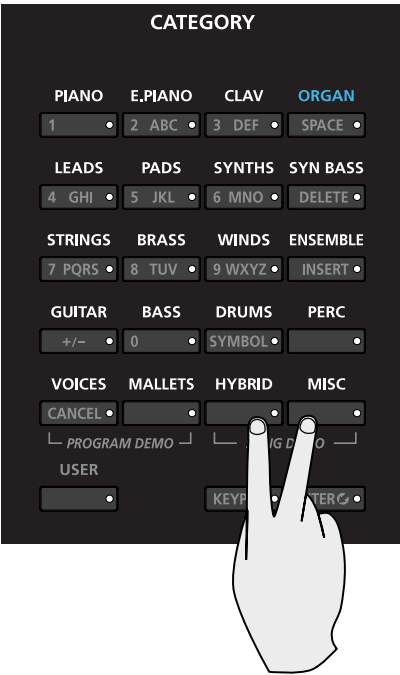 CATEGORY
PIANO E.PIANO CLAV ORGAN
1 2 ABC 3 DEF SPACE
LEADS PADS SYNTHS SYN BASS
4 GHI 5 JKL 6 MNO DELETE
STRINGS BRASS WINDS ENSEMBLE
7 PQRS 8 TUV 9 WXYZ INSERT
GUITAR BASS DRUMS PERC
+/− 0 SYMBOL
VOICES MALLETS HYBRID MISC
CANCEL
PROGRAM DEMO
USER